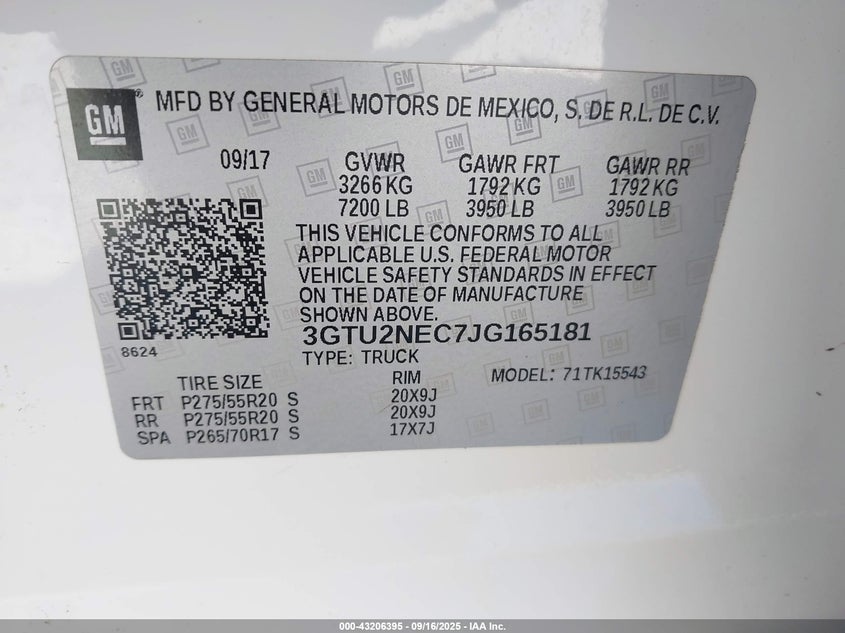 GM
MFD BY GENERAL MOTORS DE MEXICO, S. DE R.L. DE C.V.
09/17 GVWR GAWR FRT GAWR RR
3266 KG 1792 KG 1792 KG
7200 LB 3950 LB 3950 LB
THIS VEHICLE CONFORMS TO ALL
APPLICABLE U.S. FEDERAL MOTOR
VEHICLE SAFETY STANDARDS IN EFFECT
ON THE DATE OF MANUFACTURE
SHOWN ABOVE.
8624
3GTU2NEC7JG165181
TYPE: TRUCK
TIRE SIZE RIM MODEL: 71TK15543
FRT P275/55R20 S 20X9J
RR P275/55R20 S 20X9J
SPA P265/70R17 S 17X7J
000-43206395 - 09/16/2025 - IAA Inc.